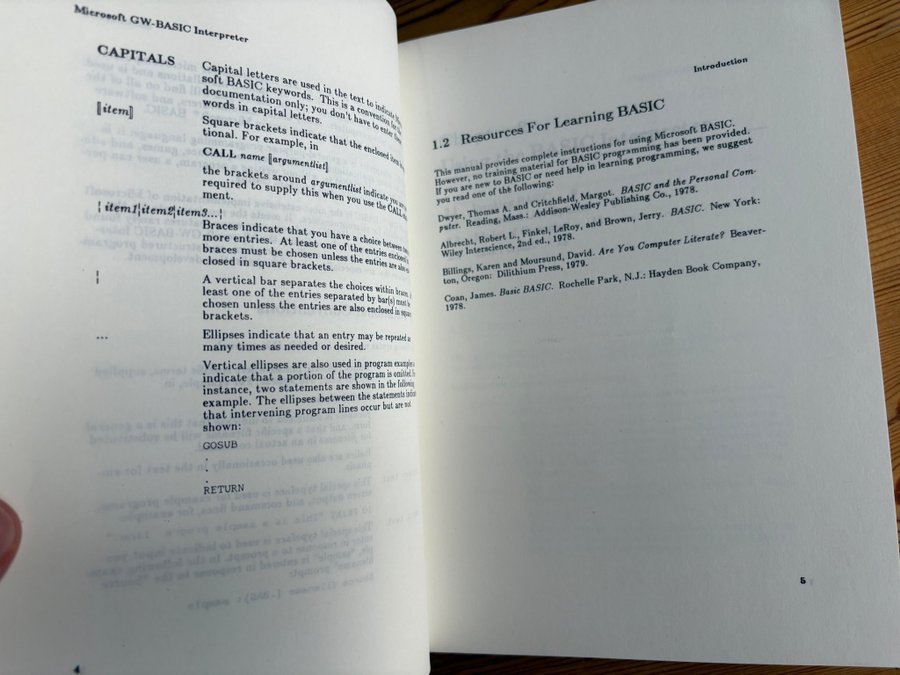 Microsoft GW-BASIC Interpreter
CAPITALS
Capital letters are used in the text to indicate
soft BASIC keywords. This is a convention for
documentation only; you don't have to enter these
words in capital letters.
⟦item⟧
Square brackets indicate that the enclosed item is
tional. For example, in
CALL name ⟦argumentlist⟧
the brackets around argumentlist indicate you are
required to supply this when you use the CALL
ment.
¦ item1¦item2¦item3...¦
Braces indicate that you have a choice between
more entries. At least one of the entries enclosed
braces must be chosen unless the entries are also
closed in square brackets.
¦
A vertical bar separates the choices within braces. At
least one of the entries separated by bar(s) must be
chosen unless the entries are also enclosed in square
brackets.
...
Ellipses indicate that an entry may be repeated as
many times as needed or desired.
Vertical ellipses are also used in program examples
indicate that a portion of the program is omitted.
instance, two statements are shown in the following
example. The ellipses between the statements
that intervening program lines occur but are not
shown:
GOSUB
.
.
.
RETURN
4
Introduction
1.2 Resources For Learning BASIC
This manual provides complete instructions for using Microsoft BASIC.
However, no training material for BASIC programming has been provided.
If you are new to BASIC or need help in learning programming, we suggest
you read one of the following:
Dwyer, Thomas A. and Critchfield, Margot. BASIC and the Personal Com-
puter. Reading, Mass.: Addison-Wesley Publishing Co., 1978.
Albrecht, Robert L., Finkel, LeRoy, and Brown, Jerry. BASIC. New York:
Wiley Interscience, 2nd ed., 1978.
Billings, Karen and Moursund, David. Are You Computer Literate? Beaver-
ton, Oregon: Dilithium Press, 1979.
Coan, James. Basic BASIC. Rochelle Park, N.J.: Hayden Book Company,
1978.
5